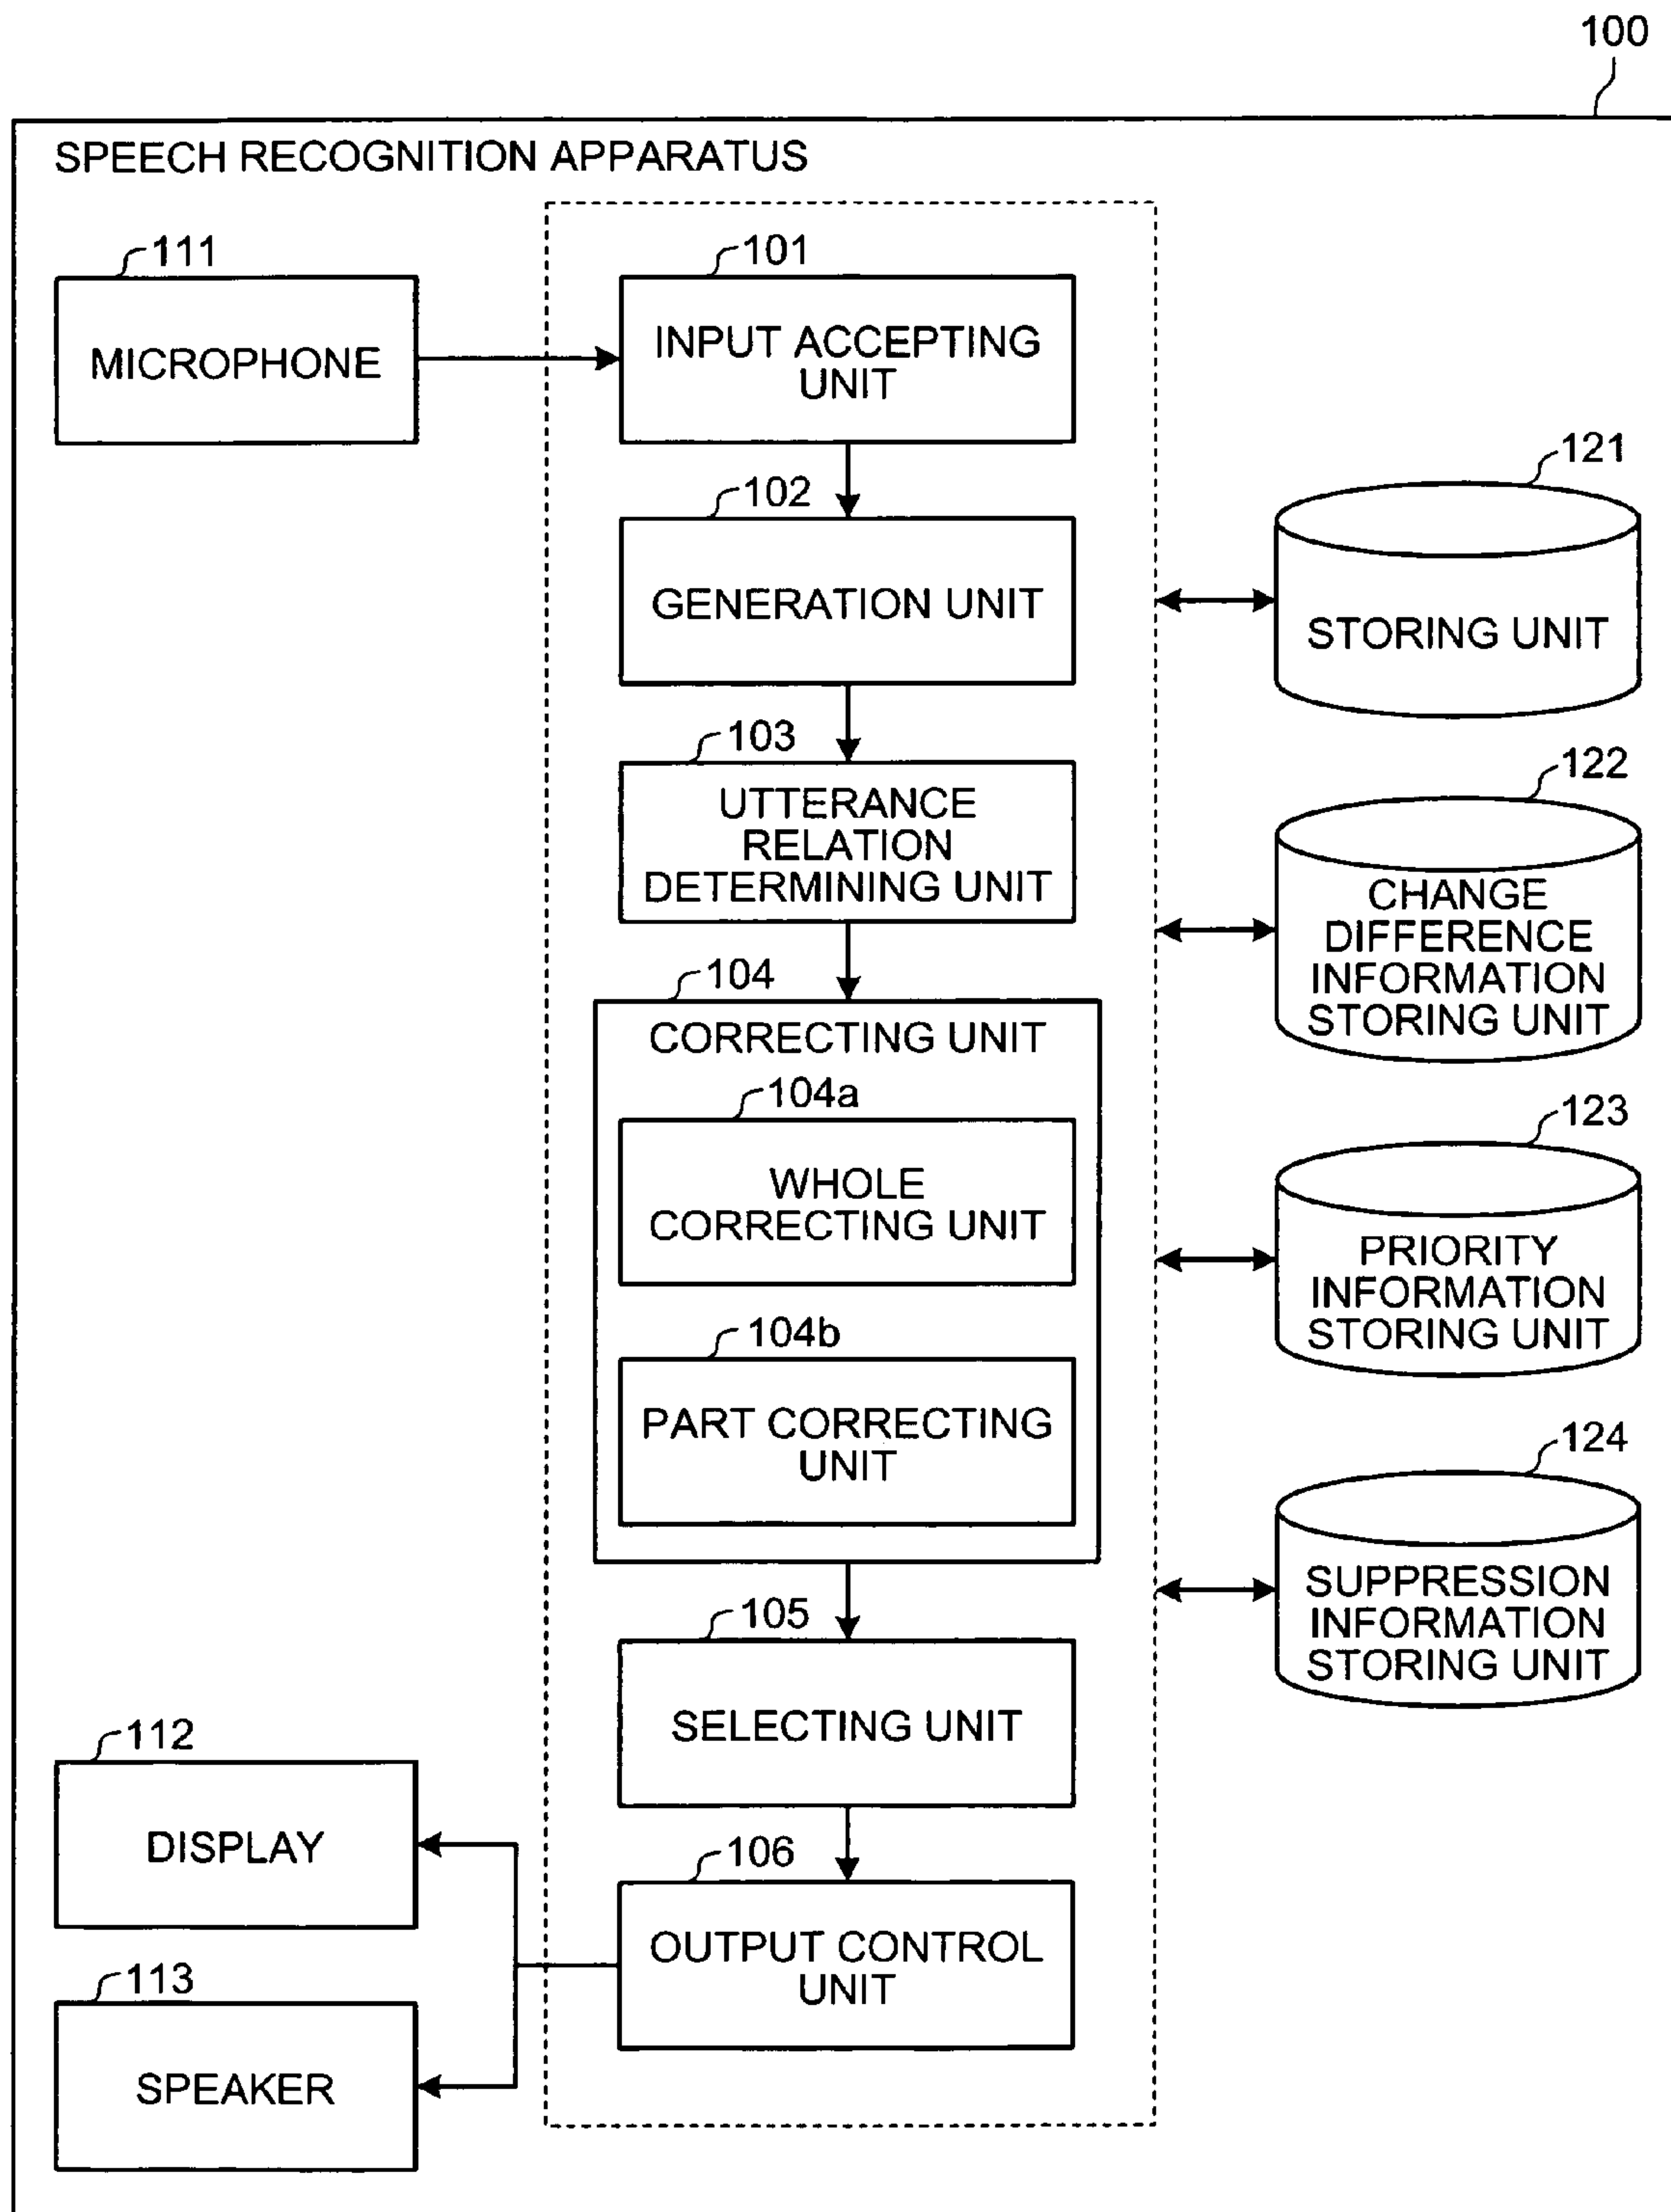 100
SPEECH RECOGNITION APPARATUS
111
MICROPHONE
101
INPUT ACCEPTING
UNIT
102
GENERATION UNIT
103
UTTERANCE
RELATION
DETERMINING UNIT
104
CORRECTING UNIT
104a
WHOLE
CORRECTING UNIT
104b
PART CORRECTING
UNIT
105
SELECTING UNIT
106
OUTPUT CONTROL
UNIT
112
DISPLAY
113
SPEAKER
121
STORING UNIT
122
CHANGE
DIFFERENCE
INFORMATION
STORING UNIT
123
PRIORITY
INFORMATION
STORING UNIT
124
SUPPRESSION
INFORMATION
STORING UNIT